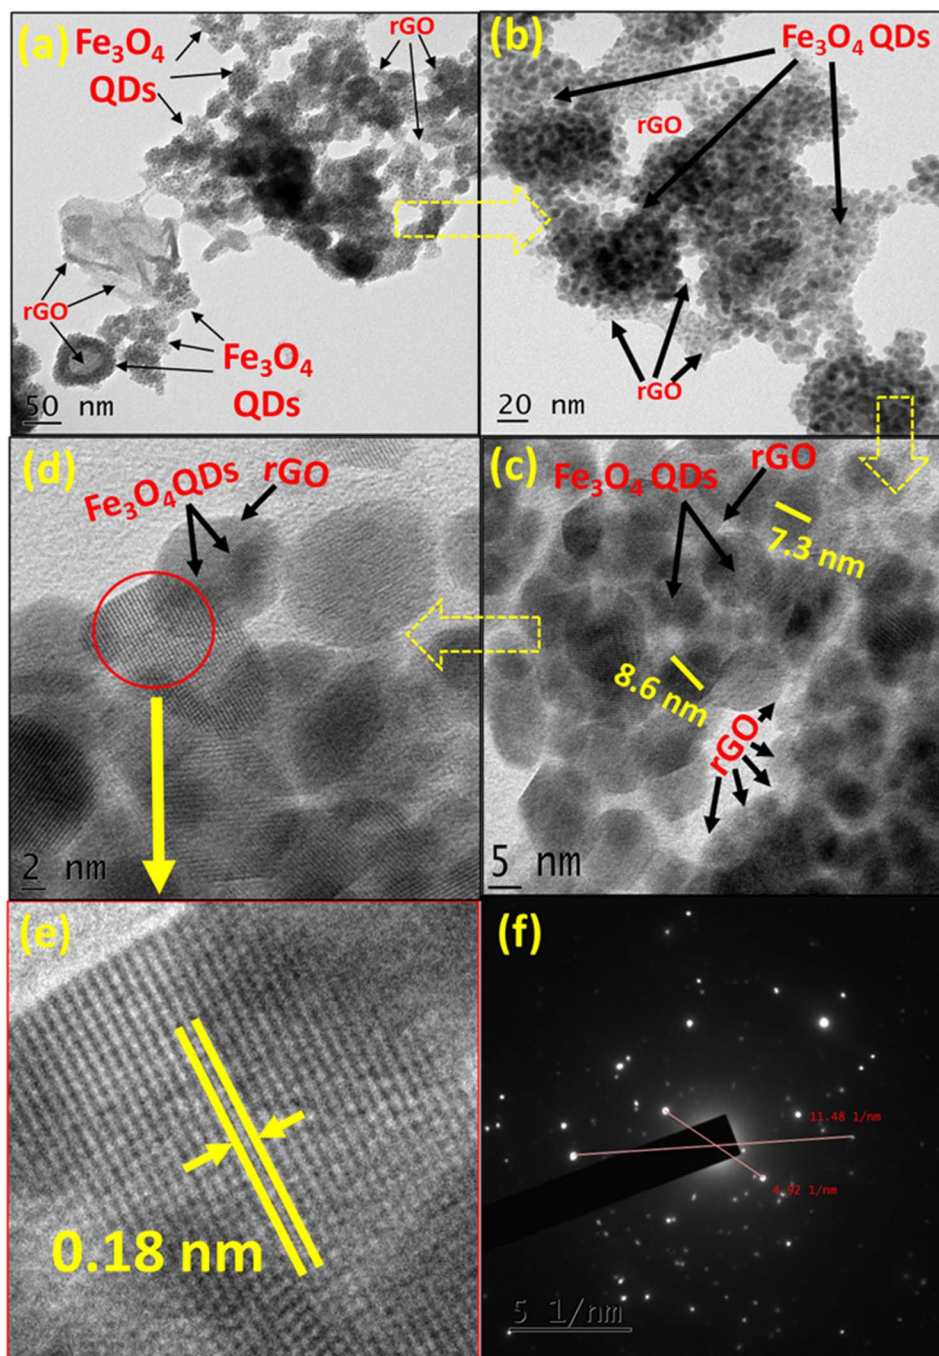 (a)
Fe₃O₄
QDs
rGO
rGO
Fe₃O₄
QDs
50 nm
(b)
Fe₃O₄ QDs
rGO
rGO
20 nm
(d)
Fe₃O₄ QDs
rGO
2 nm
(c)
Fe₃O₄ QDs
rGO
7.3 nm
8.6 nm
rGO
5 nm
(e)
0.18 nm
(f)
11.48 1/nm
4.92 1/nm
5 1/nm